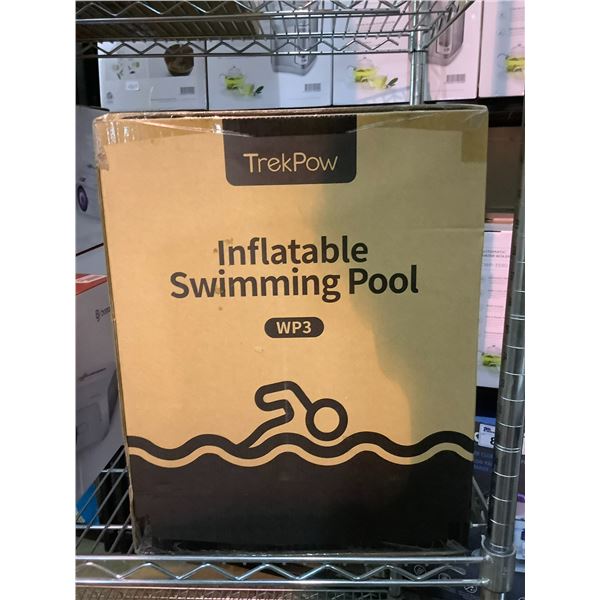 TrekPow
Inflatable
Swimming Pool
WP3